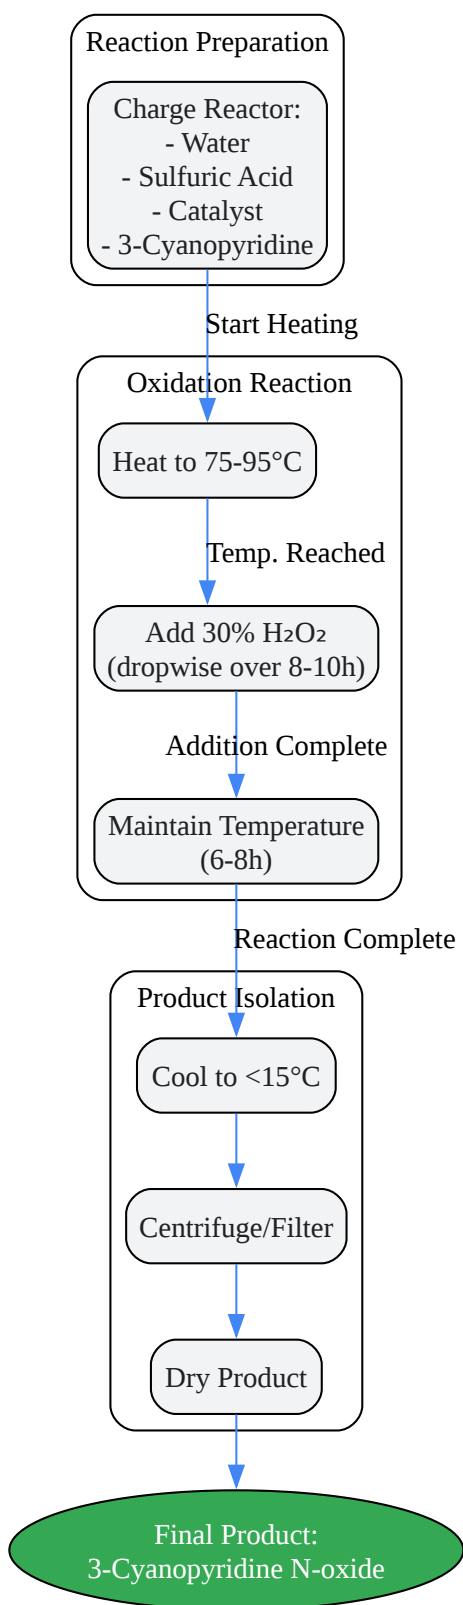 Reaction Preparation
Charge Reactor:
- Water
- Sulfuric Acid
- Catalyst
- 3-Cyanopyridine
Start Heating
Oxidation Reaction
Heat to 75-95°C
Temp. Reached
Add 30% H₂O₂
(dropwise over 8-10h)
Addition Complete
Maintain Temperature
(6-8h)
Reaction Complete
Product Isolation
Cool to <15°C
Centrifuge/Filter
Dry Product
Final Product:
3-Cyanopyridine N-oxide